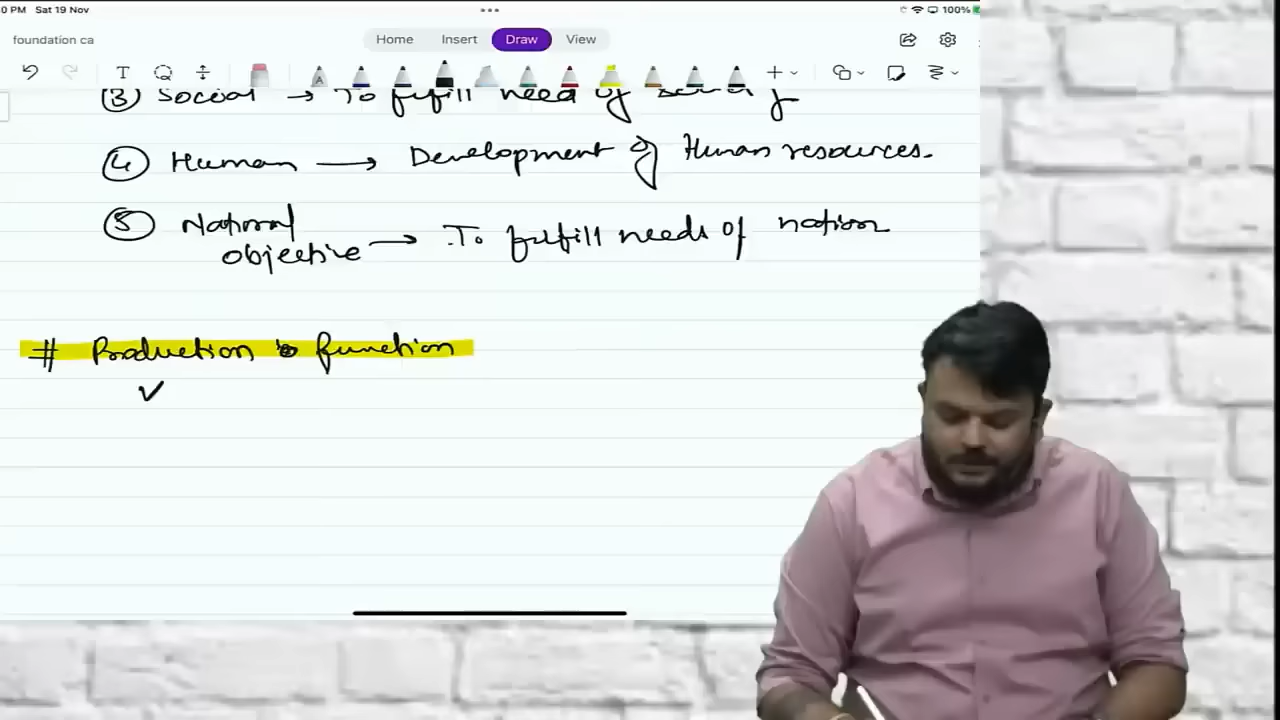 0 PM Sat 19 Nov
100%
foundation ca
Home Insert Draw View
③ Social → To fulfill need of
④ Human → Development of Human resources.
⑤ National objective → To fulfill needs of nation
# Production function